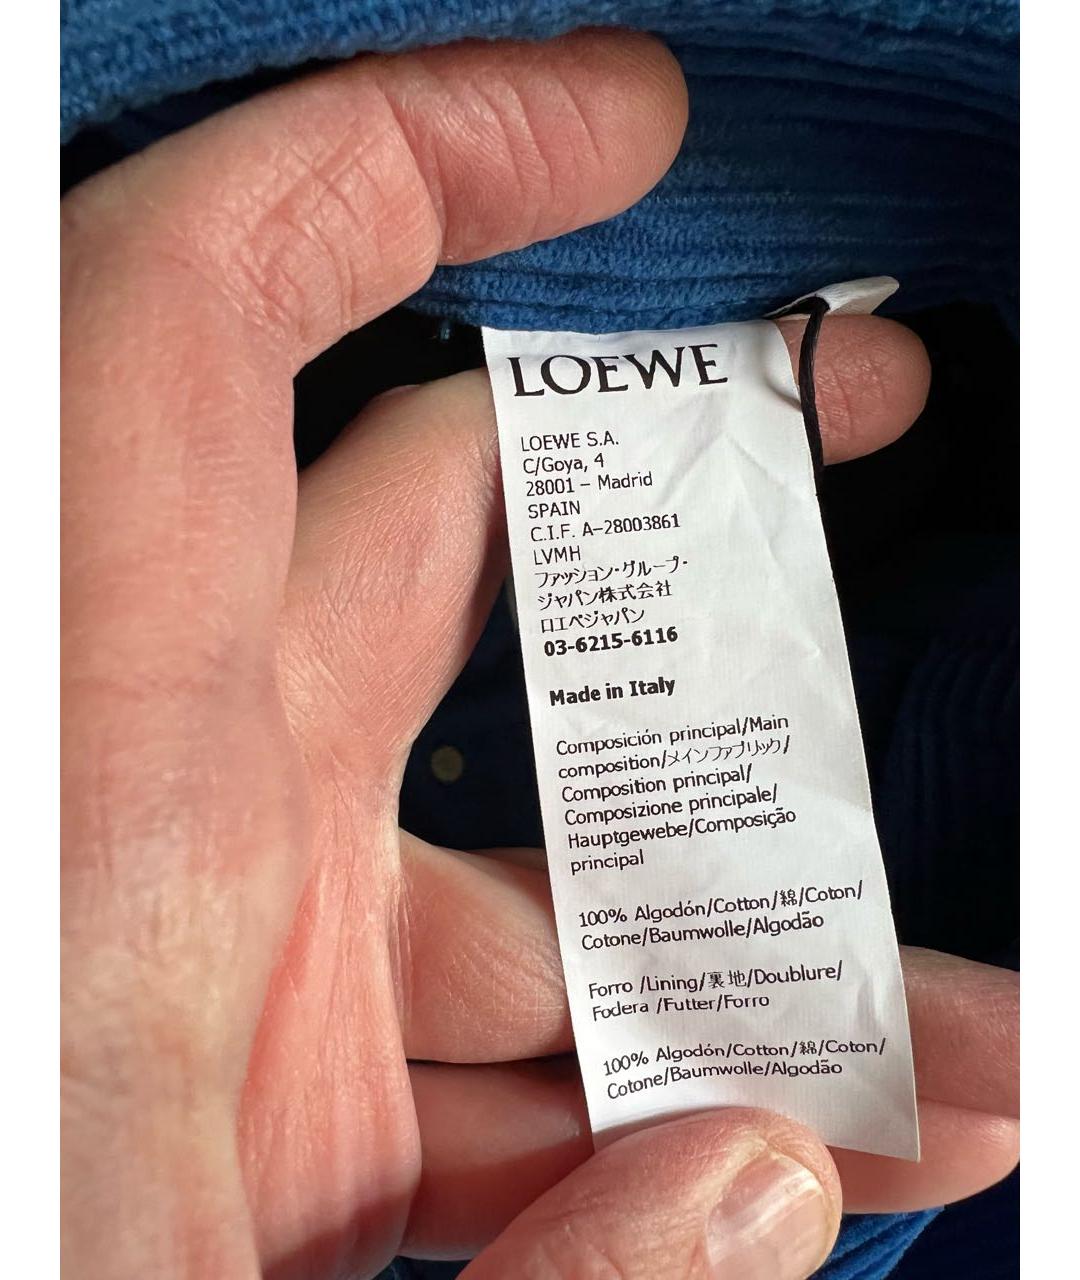 LOEWE
LOEWE S.A.
C/Goya, 4
28001 – Madrid
SPAIN
C.I.F. A-28003861
LVMH
ファッション・グループ・
ジャパン株式会社
ロエベジャパン
03-6215-6116
Made in Italy
Composición principal/Main
composition/メインファブリック/
Composition principal/
Composizione principale/
Hauptgewebe/Composição
principal
100% Algodón/Cotton/綿/Coton/
Cotone/Baumwolle/Algodão
Forro /Lining/裏地/Doublure/
Fodera /Futter/Forro
100% Algodón/Cotton/綿/Coton/
Cotone/Baumwolle/Algodão